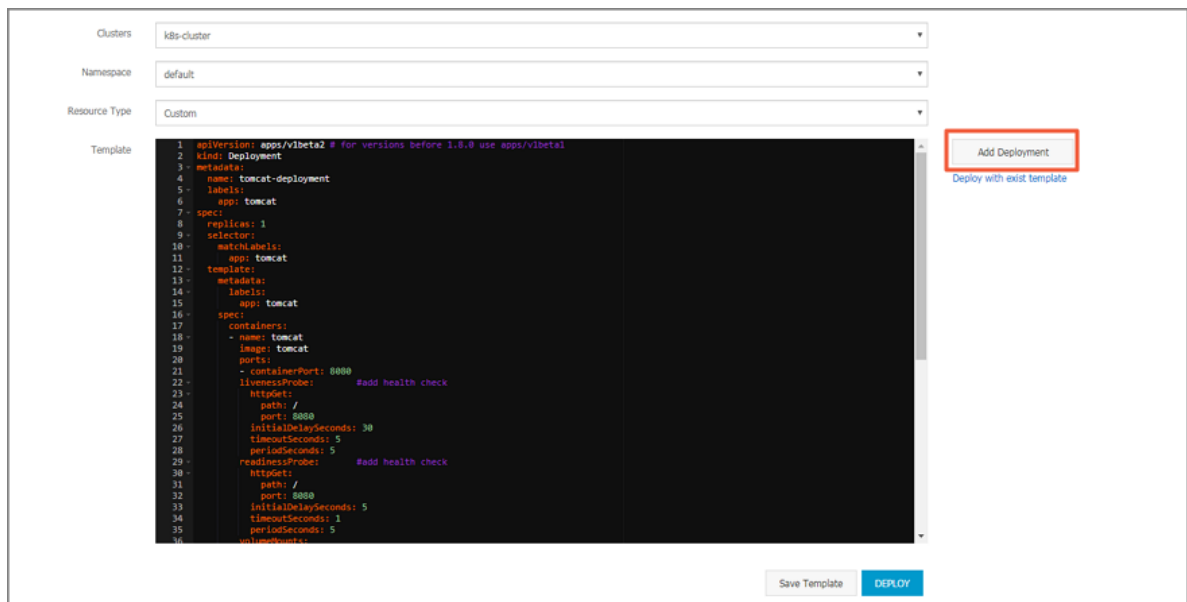 Clusters
k8s-cluster
Namespace
default
Resource Type
Custom
Template
1 apiVersion: apps/v1beta2 # for versions before 1.8.0 use apps/v1beta1
2 kind: Deployment
3 metadata:
4   name: tomcat-deployment
5   labels:
6     app: tomcat
7 spec:
8   replicas: 1
9   selector:
10     matchLabels:
11       app: tomcat
12   template:
13     metadata:
14       labels:
15         app: tomcat
16     spec:
17       containers:
18       - name: tomcat
19         image: tomcat
20         ports:
21         - containerPort: 8080
22         livenessProbe:        #add health check
23           httpGet:
24             path: /
25             port: 8080
26           initialDelaySeconds: 30
27           timeoutSeconds: 5
28           periodSeconds: 5
29         readinessProbe:       #add health check
30           httpGet:
31             path: /
32             port: 8080
33           initialDelaySeconds: 5
34           timeoutSeconds: 1
35           periodSeconds: 5
36         volumeMounts:
Add Deployment
Deploy with exist template
Save Template
DEPLOY